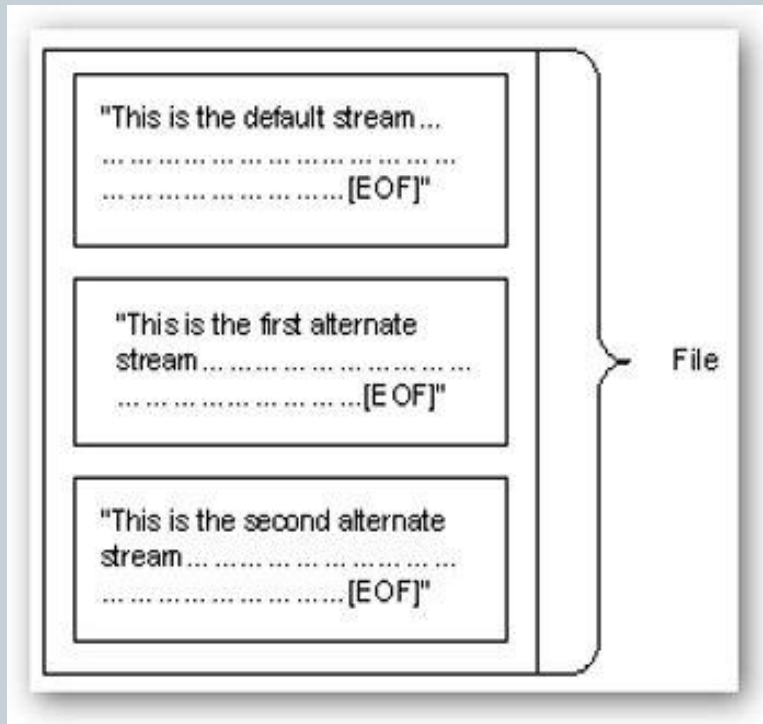 "This is the default stream...
... ... ... ... ... ... ... ... ... ... ... ... ...
... ... ... ... ... ... ... ... ...[EOF]"
"This is the first alternate
stream... ... ... ... ... ... ... ... ... ...
... ... ... ... ... ... ... ... ...[EOF]"
File
"This is the second alternate
stream... ... ... ... ... ... ... ... ... ...
... ... ... ... ... ... ... ... ...[EOF]"